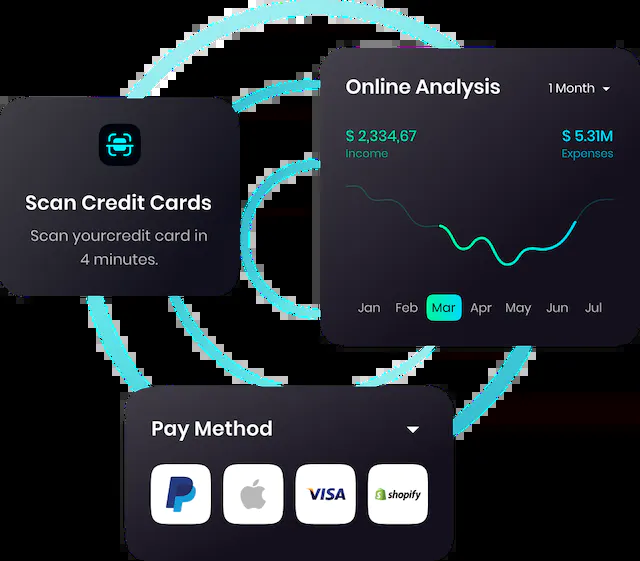 Online Analysis
1 Month
$ 2,334,67
$ 5.31M
Income
Expenses
Jan Feb Mar Apr May Jun Jul
Scan Credit Cards
Scan yourcredit card in
4 minutes.
Pay Method
VISA
shopify